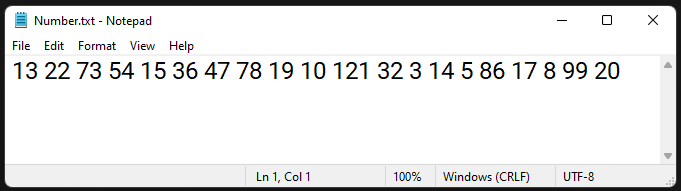 Number.txt - Notepad
File Edit Format View Help
13 22 73 54 15 36 47 78 19 10 121 32 3 14 5 86 17 8 99 20
Ln 1, Col 1 100% Windows (CRLF) UTF-8